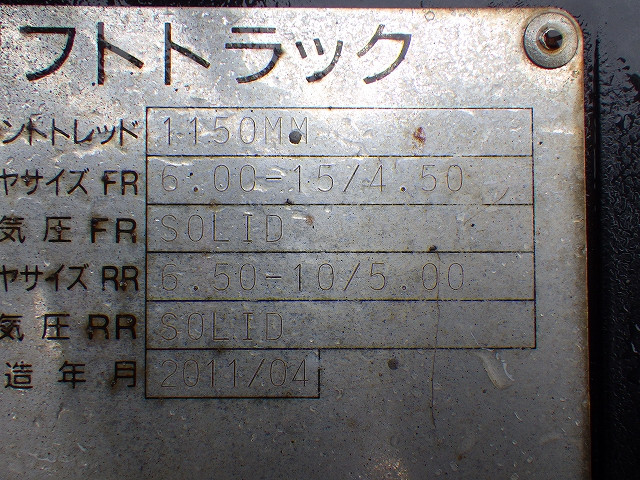 フトトラック
ントトレッド 1150MM
ヤサイズ FR 6.00-15/4.50
気圧 FR SOLID
ヤサイズ RR 6.50-10/5.00
気圧 RR SOLID
造年月 2011/04